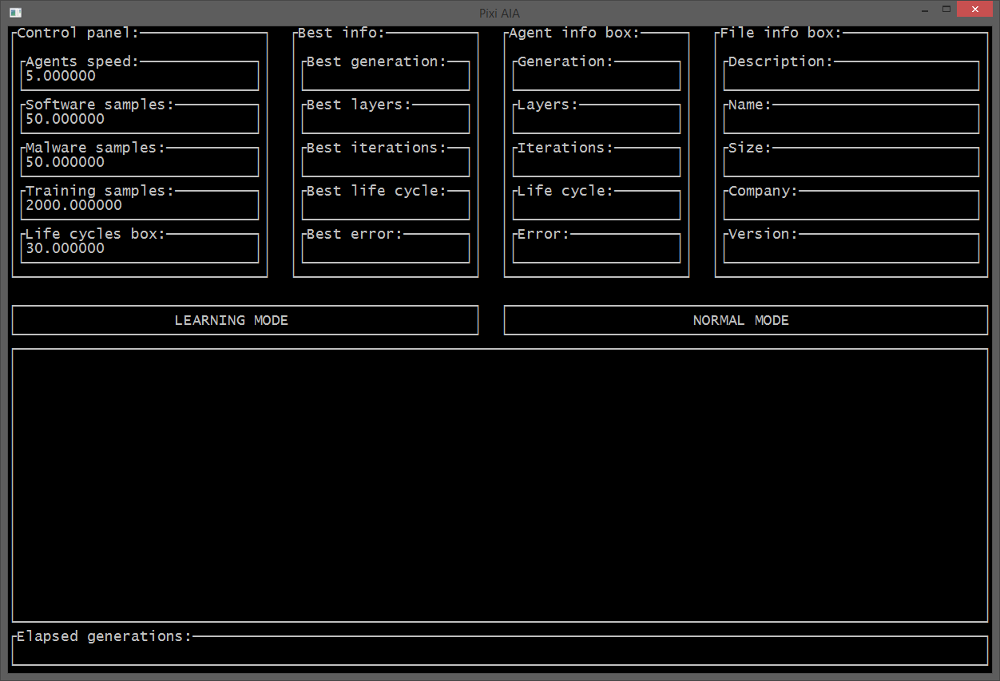 Pixi AIA
Control panel:
Agents speed:
5.000000
Software samples:
50.000000
Malware samples:
50.000000
Training samples:
2000.000000
Life cycles box:
30.000000
Best info:
Best generation:
Best layers:
Best iterations:
Best life cycle:
Best error:
Agent info box:
Generation:
Layers:
Iterations:
Life cycle:
Error:
File info box:
Description:
Name:
Size:
Company:
Version:
LEARNING MODE
NORMAL MODE
Elapsed generations: